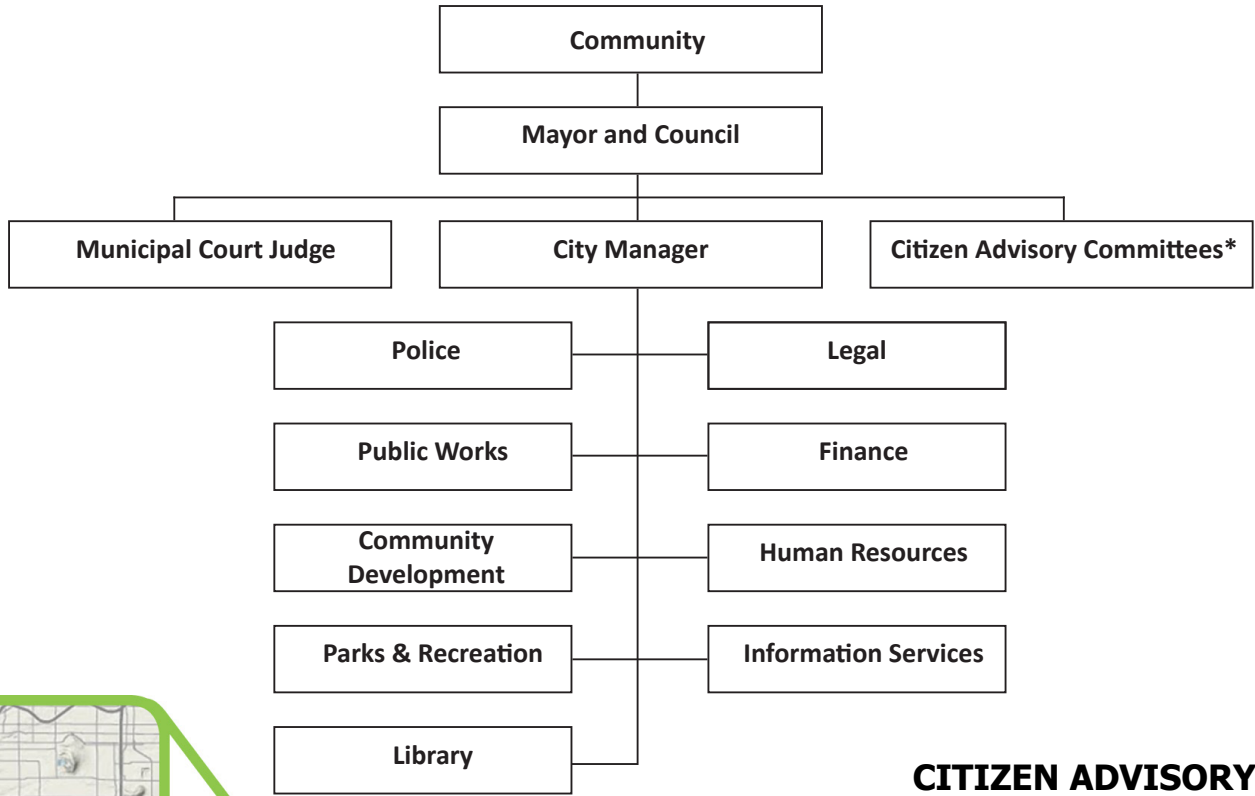 Community
Mayor and Council
Municipal Court Judge
City Manager
Citizen Advisory Committees*
Police
Legal
Public Works
Finance
Community
Development
Human Resources
Parks & Recreation
Information Services
Library
CITIZEN ADVISORY